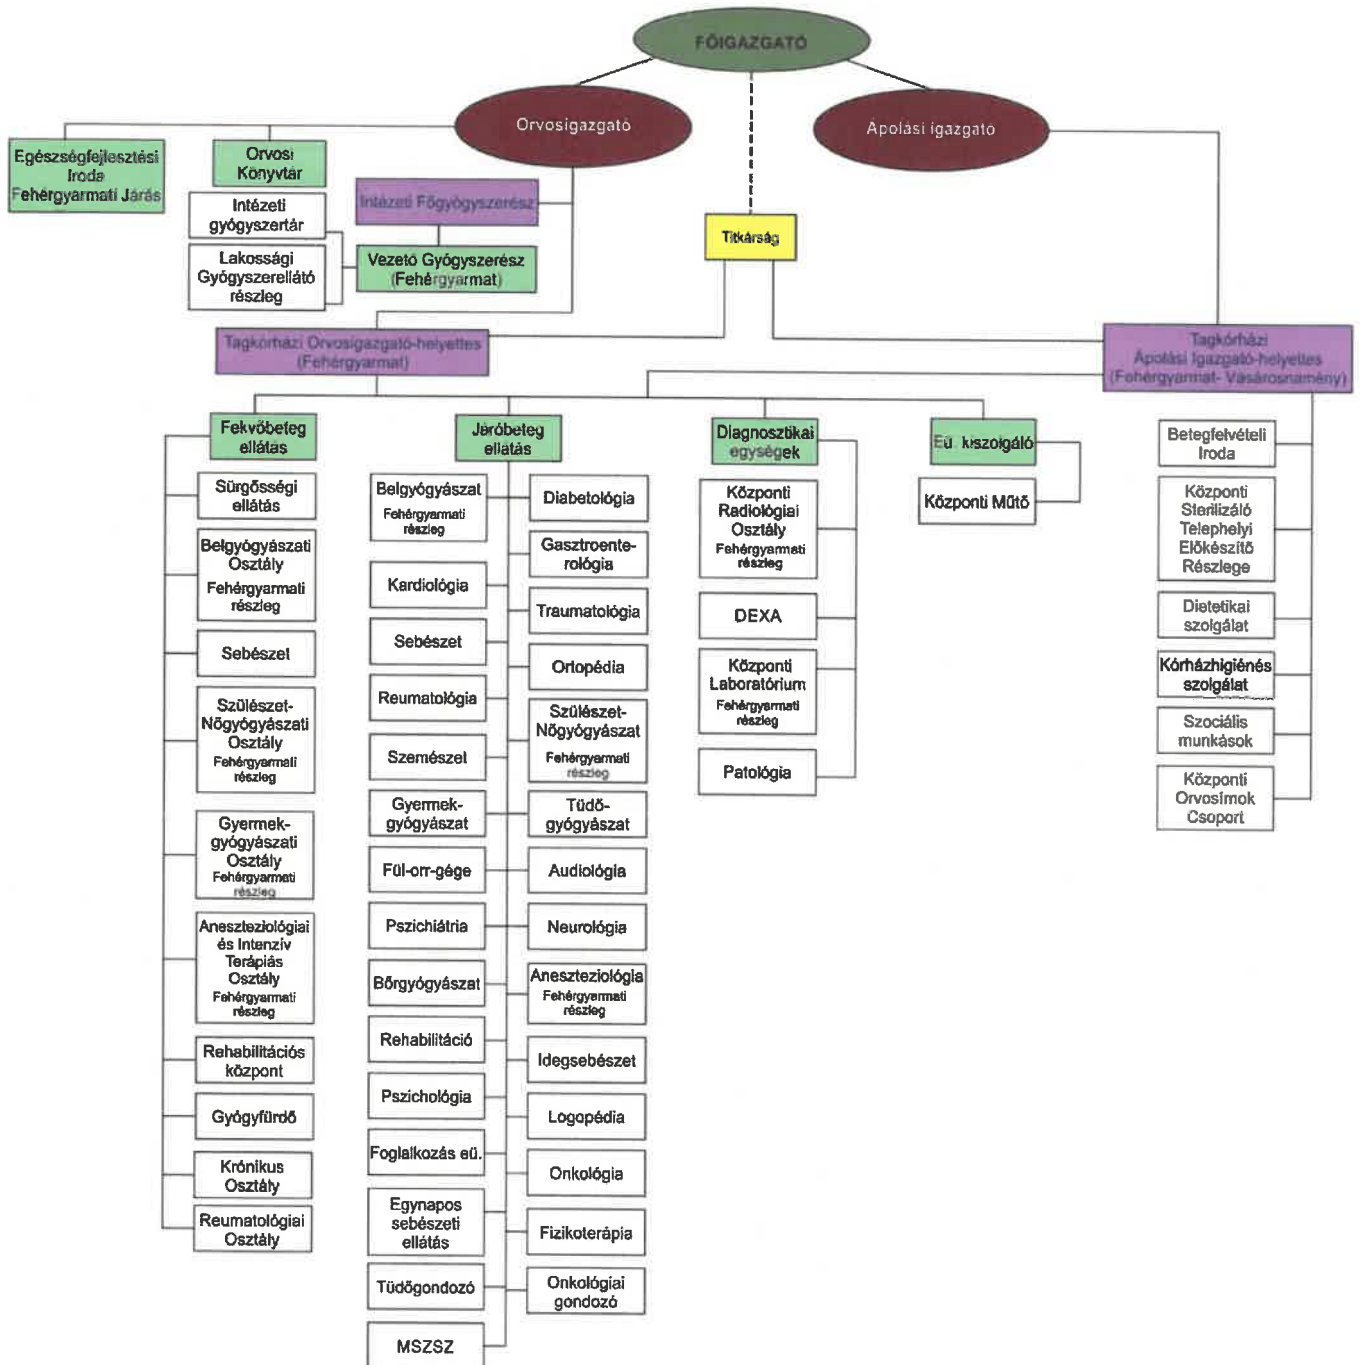 FŐIGAZGATÓ
Orvosigazgató
Ápolási igazgató
Egészségfejlesztési
Iroda
Fehérgyarmati Járás
Orvosi
Könyvtár
Intézeti
gyógyszertár
Lakossági
Gyógyszerellátó
részleg
Intézeti Főgyógyszerész
Vezető Gyógyszerész
(Fehérgyarmat)
Titkárság
Tagkórházi Orvosigazgató-helyettes
(Fehérgyarmat)
Tagkórházi
Ápolási Igazgató-helyettes
(Fehérgyarmat- Vásárosnamény)
Fekvőbeteg
ellátás
Sürgősségi
ellátás
Belgyógyászati
Osztály
Fehérgyarmati
részleg
Sebészet
Szülészet-
Nőgyógyászati
Osztály
Fehérgyarmati
részleg
Gyermek-
gyógyászati
Osztály
Fehérgyarmati
részleg
Aneszteziológiai
és Intenzív
Terápiás
Osztály
Fehérgyarmati
részleg
Rehabilitációs
központ
Gyógyfürdő
Krónikus
Osztály
Reumatológiai
Osztály
Járóbeteg
ellátás
Belgyógyászat
Fehérgyarmati
részleg
Kardiológia
Sebészet
Reumatológia
Szemészet
Gyermek-
gyógyászat
Fül-orr-gége
Pszichiátria
Bőrgyógyászat
Rehabilitáció
Pszichológia
Foglalkozás eü.
Egynapos
sebészeti
ellátás
Tüdőgondozó
MSZSZ
Diabetológia
Gasztroente-
rológia
Traumatológia
Ortopédia
Szülészet-
Nőgyógyászat
Fehérgyarmati
részleg
Tüdő-
gyógyászat
Audiológia
Neurológia
Aneszteziológia
Fehérgyarmati
részleg
Idegsebészet
Logopédia
Onkológia
Fizikoterápia
Onkológiai
gondozó
Diagnosztikai
egységek
Központi
Radiológiai
Osztály
Fehérgyarmati
részleg
DEXA
Központi
Laboratórium
Fehérgyarmati
részleg
Patológia
Eü. kiszolgáló
Központi Műtő
Betegfelvételi
Iroda
Központi
Sterilizáló
Telephelyi
Előkészítő
Részlege
Dietetikai
szolgálat
Kórházhigiénés
szolgálat
Szociális
munkások
Központi
Orvosírnok
Csoport